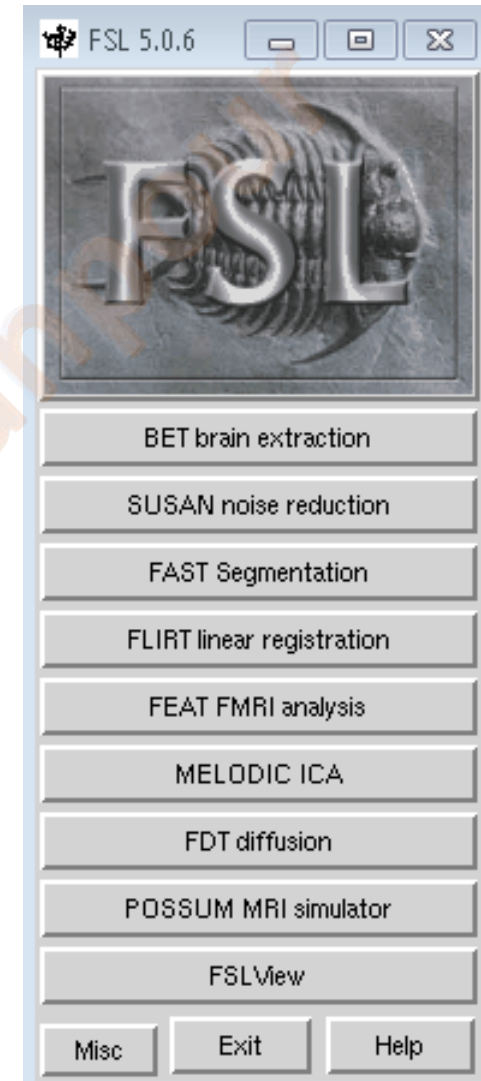 FSL 5.0.6
FSL
BET brain extraction
SUSAN noise reduction
FAST Segmentation
FLIRT linear registration
FEAT FMRI analysis
MELODIC ICA
FDT diffusion
POSSUM MRI simulator
FSLView
Misc Exit Help